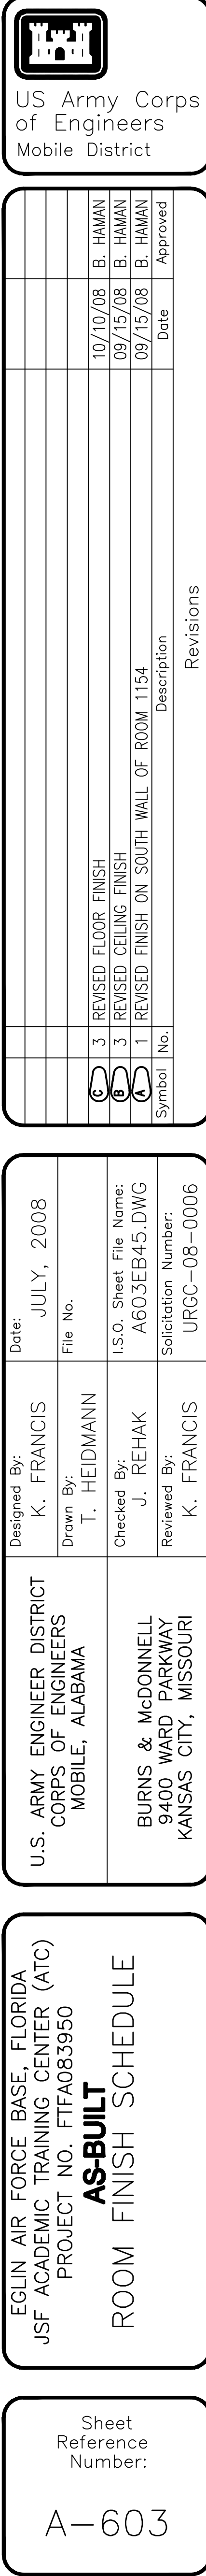 US Army Corps
of Engineers
Mobile District
C 3 REVISED FLOOR FINISH 10/10/08 B. HAMAN
B 3 REVISED CEILING FINISH 09/15/08 B. HAMAN
A 1 REVISED FINISH ON SOUTH WALL OF ROOM 1154 09/15/08 B. HAMAN
Symbol No. Description Date Approved
Revisions
Designed By:
K. FRANCIS
Date:
JULY, 2008
Drawn By:
T. HEIDMANN
File No.
Checked By:
J. REHAK
I.S.O. Sheet File Name:
A603EB45.DWG
Reviewed By:
K. FRANCIS
Solicitation Number:
URGC-08-0006
U.S. ARMY ENGINEER DISTRICT
CORPS OF ENGINEERS
MOBILE, ALABAMA
BURNS & McDONNELL
9400 WARD PARKWAY
KANSAS CITY, MISSOURI
EGLIN AIR FORCE BASE, FLORIDA
JSF ACADEMIC TRAINING CENTER (ATC)
PROJECT NO. FTFA083950
AS-BUILT
ROOM FINISH SCHEDULE
Sheet
Reference
Number:
A-603